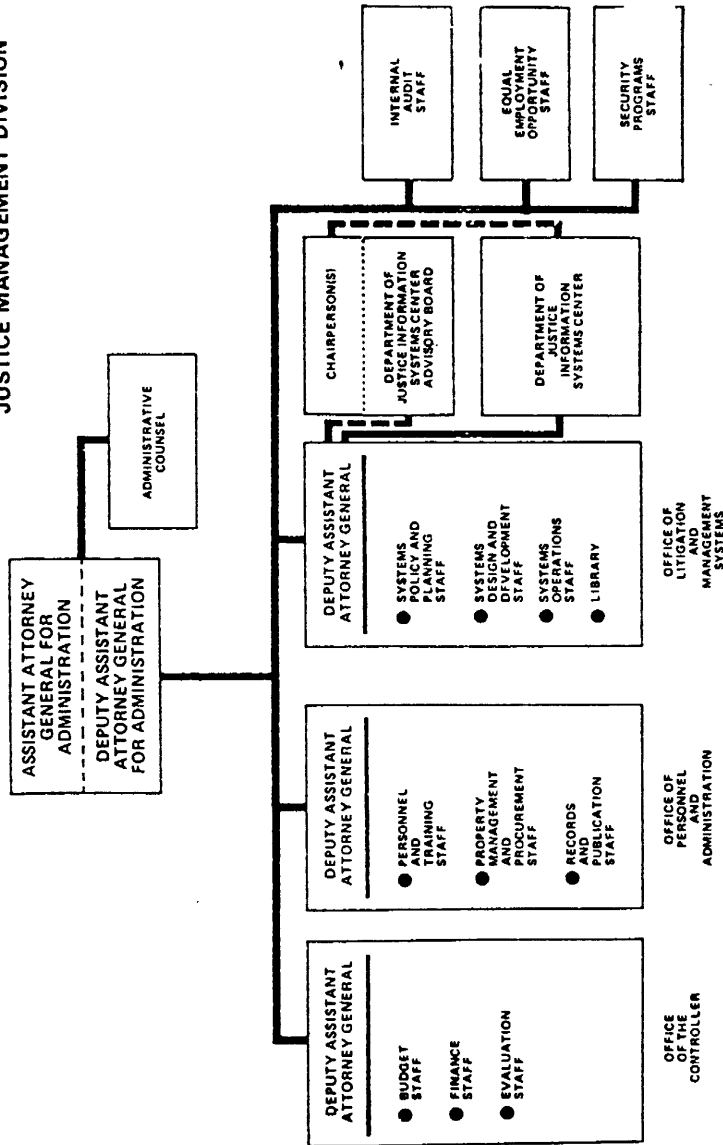 JUSTICE MANAGEMENT DIVISION
ASSISTANT ATTORNEY
GENERAL FOR
ADMINISTRATION
DEPUTY ASSISTANT
ATTORNEY GENERAL
FOR ADMINISTRATION
ADMINISTRATIVE
COUNSEL
DEPUTY ASSISTANT
ATTORNEY GENERAL
BUDGET
STAFF
FINANCE
STAFF
EVALUATION
STAFF
OFFICE
OF THE
CONTROLLER
DEPUTY ASSISTANT
ATTORNEY GENERAL
PERSONNEL
AND
TRAINING
STAFF
PROPERTY
MANAGEMENT
AND
PROCUREMENT
STAFF
RECORDS
AND
PUBLICATION
STAFF
OFFICE OF
PERSONNEL
AND
ADMINISTRATION
DEPUTY ASSISTANT
ATTORNEY GENERAL
SYSTEMS
POLICY AND
PLANNING
STAFF
SYSTEMS
DESIGN AND
DEVELOPMENT
STAFF
SYSTEMS
OPERATIONS
STAFF
LIBRARY
OFFICE OF
LITIGATION
AND
MANAGEMENT
SYSTEMS
CHAIRPERSON(S)
DEPARTMENT OF
JUSTICE INFORMATION
SYSTEMS CENTER
ADVISORY BOARD
DEPARTMENT OF
JUSTICE
INFORMATION
SYSTEMS CENTER
INTERNAL
AUDIT
STAFF
EQUAL
EMPLOYMENT
OPPORTUNITY
STAFF
SECURITY
PROGRAMS
STAFF